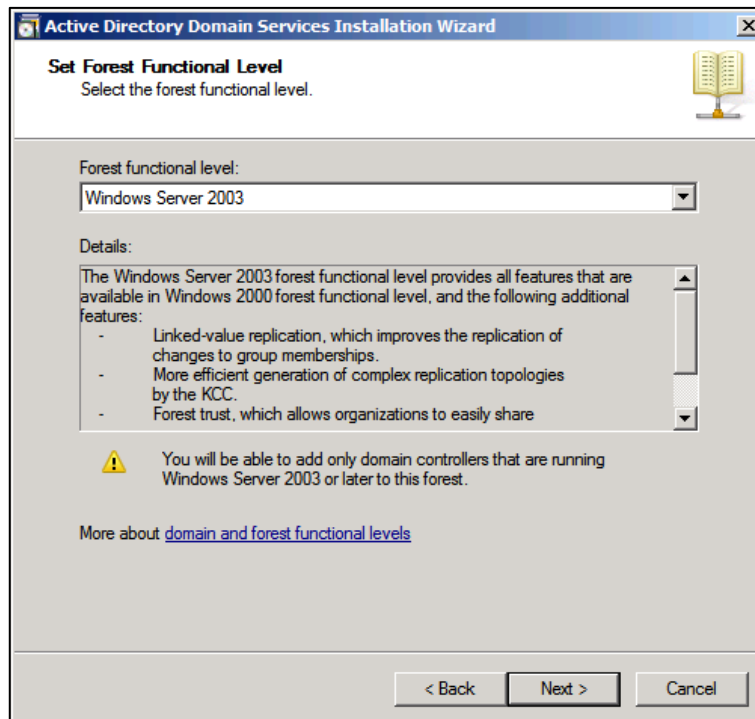 Active Directory Domain Services Installation Wizard
Set Forest Functional Level
Select the forest functional level.
Forest functional level:
Windows Server 2003
Details:
The Windows Server 2003 forest functional level provides all features that are
available in Windows 2000 forest functional level, and the following additional
features:
- Linked-value replication, which improves the replication of
changes to group memberships.
- More efficient generation of complex replication topologies
by the KCC.
- Forest trust, which allows organizations to easily share
You will be able to add only domain controllers that are running
Windows Server 2003 or later to this forest.
More about domain and forest functional levels
< Back Next > Cancel